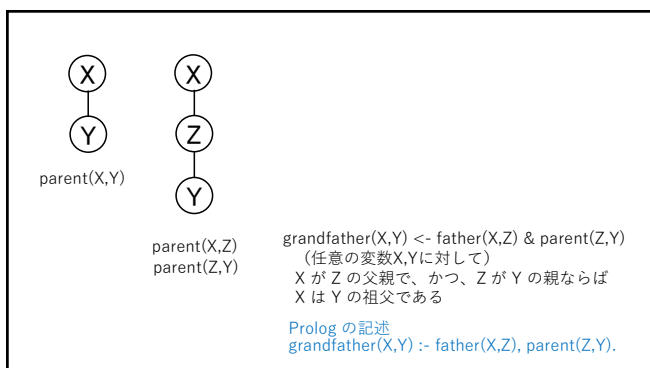 X
Y
parent(X,Y)
X
Z
Y
parent(X,Z)
parent(Z,Y)
grandfather(X,Y) <- father(X,Z) & parent(Z,Y)
（任意の変数X,Yに対して）
X が Z の父親で、かつ、Z が Y の親ならば
X は Y の祖父である
Prolog の記述
grandfather(X,Y) :- father(X,Z), parent(Z,Y).